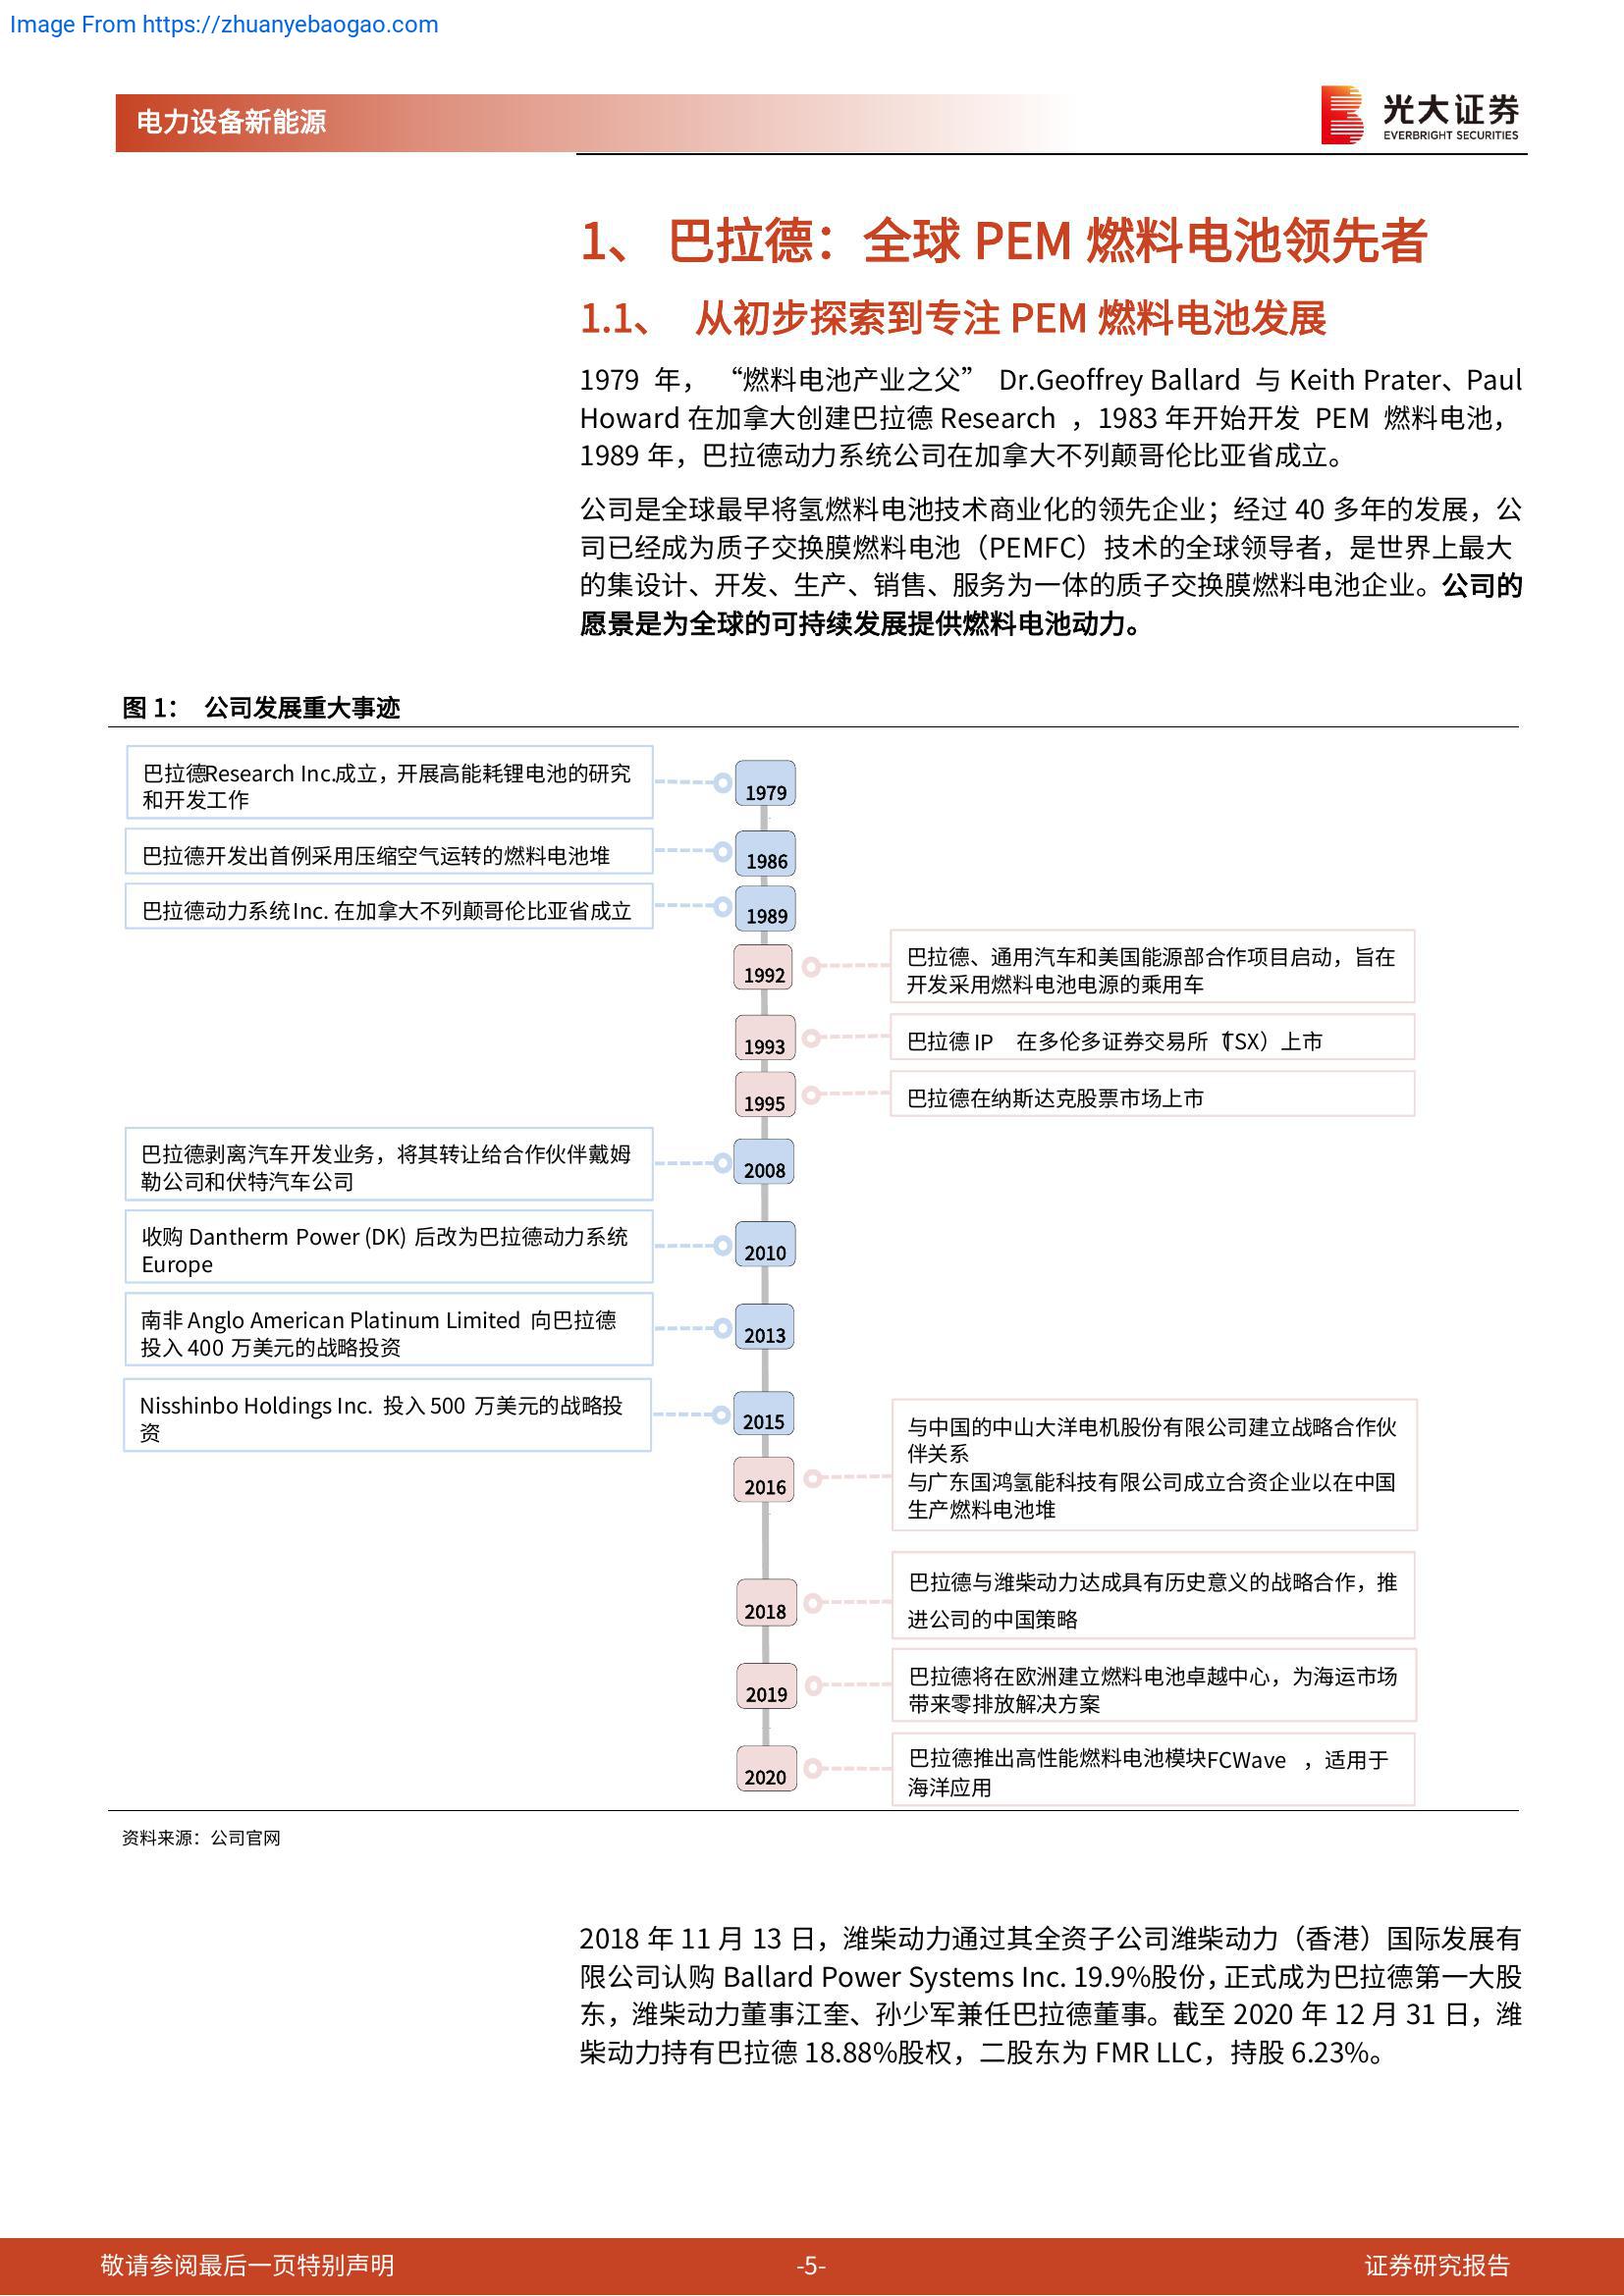 Image From https://zhuanyebaogao.com
电力设备新能源
光大证券
EVERBRIGHT SECURITIES
1、 巴拉德：全球 PEM 燃料电池领先者
1.1、 从初步探索到专注 PEM 燃料电池发展
1979 年， “燃料电池产业之父” Dr.Geoffrey Ballard 与 Keith Prater、Paul
Howard 在加拿大创建巴拉德 Research ，1983 年开始开发 PEM 燃料电池，
1989 年，巴拉德动力系统公司在加拿大不列颠哥伦比亚省成立。
公司是全球最早将氢燃料电池技术商业化的领先企业；经过 40 多年的发展，公
司已经成为质子交换膜燃料电池（PEMFC）技术的全球领导者，是世界上最大
的集设计、开发、生产、销售、服务为一体的质子交换膜燃料电池企业。公司的
愿景是为全球的可持续发展提供燃料电池动力。
图 1： 公司发展重大事迹
巴拉德Research Inc.成立，开展高能耗锂电池的研究
和开发工作
1979
巴拉德开发出首例采用压缩空气运转的燃料电池堆
1986
巴拉德动力系统Inc. 在加拿大不列颠哥伦比亚省成立
1989
1992
巴拉德、通用汽车和美国能源部合作项目启动，旨在
开发采用燃料电池电源的乘用车
1993
巴拉德 IP 在多伦多证券交易所（TSX）上市
1995
巴拉德在纳斯达克股票市场上市
巴拉德剥离汽车开发业务，将其转让给合作伙伴戴姆
勒公司和伏特汽车公司
2008
收购 Dantherm Power (DK) 后改为巴拉德动力系统
Europe
2010
南非 Anglo American Platinum Limited 向巴拉德
投入 400 万美元的战略投资
2013
Nisshinbo Holdings Inc. 投入 500 万美元的战略投
资
2015
2016
与中国的中山大洋电机股份有限公司建立战略合作伙
伴关系
与广东国鸿氢能科技有限公司成立合资企业以在中国
生产燃料电池堆
2018
巴拉德与潍柴动力达成具有历史意义的战略合作，推
进公司的中国策略
2019
巴拉德将在欧洲建立燃料电池卓越中心，为海运市场
带来零排放解决方案
2020
巴拉德推出高性能燃料电池模块FCWave ，适用于
海洋应用
资料来源：公司官网
2018 年 11 月 13 日，潍柴动力通过其全资子公司潍柴动力（香港）国际发展有
限公司认购 Ballard Power Systems Inc. 19.9%股份，正式成为巴拉德第一大股
东，潍柴动力董事江奎、孙少军兼任巴拉德董事。截至 2020 年 12 月 31 日，潍
柴动力持有巴拉德 18.88%股权，二股东为 FMR LLC，持股 6.23%。
敬请参阅最后一页特别声明
-5-
证券研究报告